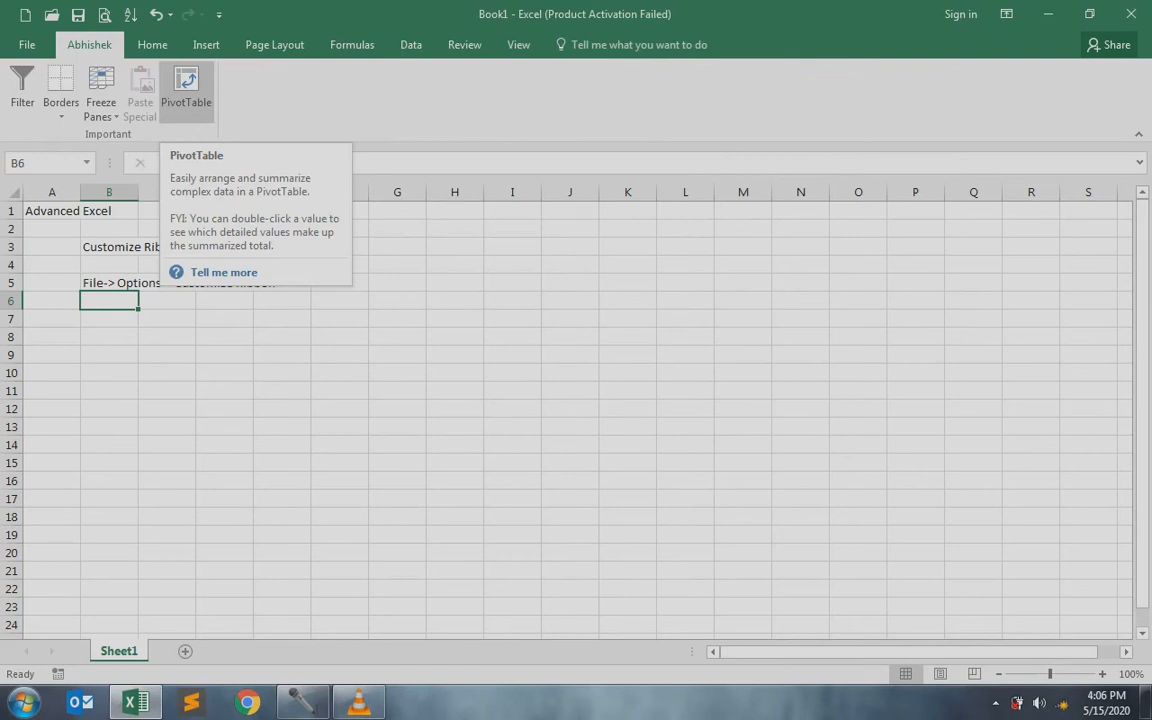 Book1 - Excel (Product Activation Failed)
Sign in
File
Abhishek
Home
Insert
Page Layout
Formulas
Data
Review
View
Tell me what you want to do
Share
Filter
Borders
Freeze
Panes
Paste
Special
PivotTable
Important
B6
PivotTable
Easily arrange and summarize
complex data in a PivotTable.
FYI: You can double-click a value to
see which detailed values make up
the summarized total.
Tell me more
A B G H I J K L M N O P Q R S
1 Advanced Excel
2
3 Customize Rib
4
5 File-> Options
6
7
8
9
10
11
12
13
14
15
16
17
18
19
20
21
22
23
24
Sheet1
Ready
100%
4:06 PM
5/15/2020